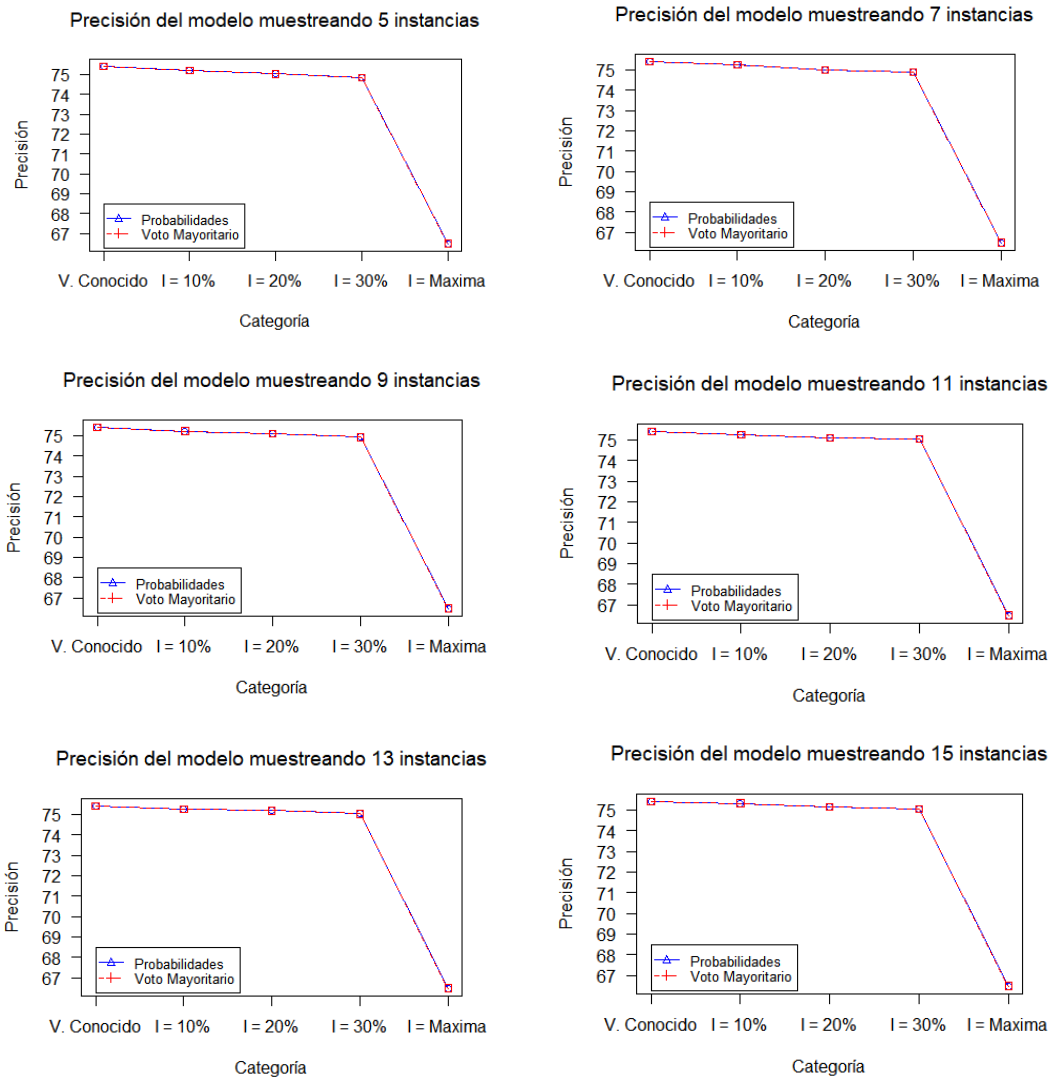 Precisión del modelo muestreando 5 instancias
75
74
73
72
71
70
69
68
67
Precisión
Probabilidades
Voto Mayoritario
V. Conocido I = 10% I = 20% I = 30% I = Maxima
Categoría
Precisión del modelo muestreando 7 instancias
75
74
73
72
71
70
69
68
67
Precisión
Probabilidades
Voto Mayoritario
V. Conocido I = 10% I = 20% I = 30% I = Maxima
Categoría
Precisión del modelo muestreando 9 instancias
75
74
73
72
71
70
69
68
67
Precisión
Probabilidades
Voto Mayoritario
V. Conocido I = 10% I = 20% I = 30% I = Maxima
Categoría
Precisión del modelo muestreando 11 instancias
75
74
73
72
71
70
69
68
67
Precisión
Probabilidades
Voto Mayoritario
V. Conocido I = 10% I = 20% I = 30% I = Maxima
Categoría
Precisión del modelo muestreando 13 instancias
75
74
73
72
71
70
69
68
67
Precisión
Probabilidades
Voto Mayoritario
V. Conocido I = 10% I = 20% I = 30% I = Maxima
Categoría
Precisión del modelo muestreando 15 instancias
75
74
73
72
71
70
69
68
67
Precisión
Probabilidades
Voto Mayoritario
V. Conocido I = 10% I = 20% I = 30% I = Maxima
Categoría